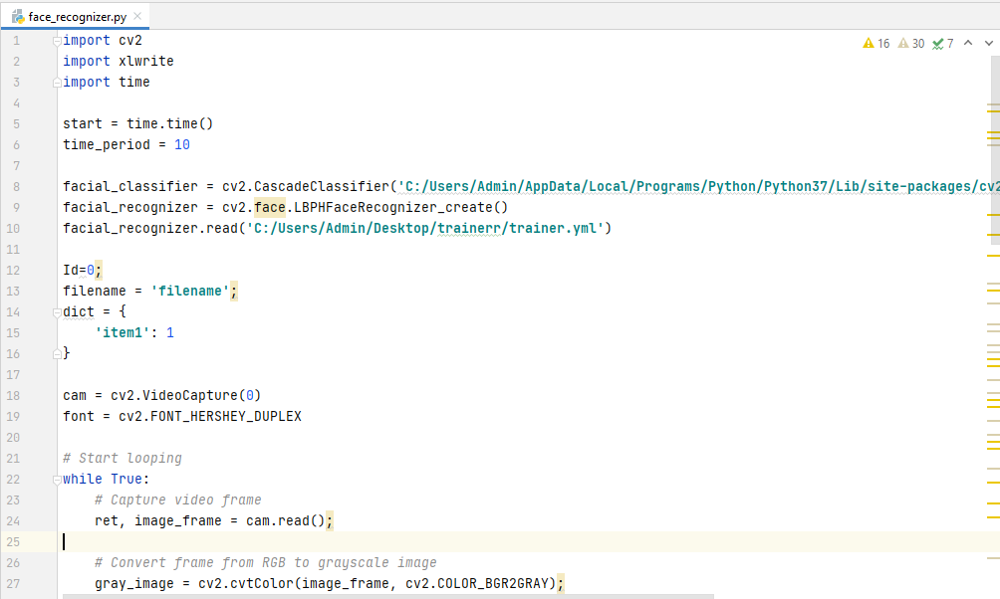 face_recognizer.py
16 30 7
1 import cv2
2 import xlwrite
3 import time
4
5 start = time.time()
6 time_period = 10
7
8 facial_classifier = cv2.CascadeClassifier('C:/Users/Admin/AppData/Local/Programs/Python/Python37/Lib/site-packages/cv2
9 facial_recognizer = cv2.face.LBPHFaceRecognizer_create()
10 facial_recognizer.read('C:/Users/Admin/Desktop/trainerr/trainer.yml')
11
12 Id=0;
13 filename = 'filename';
14 dict = {
15 'item1': 1
16 }
17
18 cam = cv2.VideoCapture(0)
19 font = cv2.FONT_HERSHEY_DUPLEX
20
21 # Start looping
22 while True:
23 # Capture video frame
24 ret, image_frame = cam.read();
25
26 # Convert frame from RGB to grayscale image
27 gray_image = cv2.cvtColor(image_frame, cv2.COLOR_BGR2GRAY);